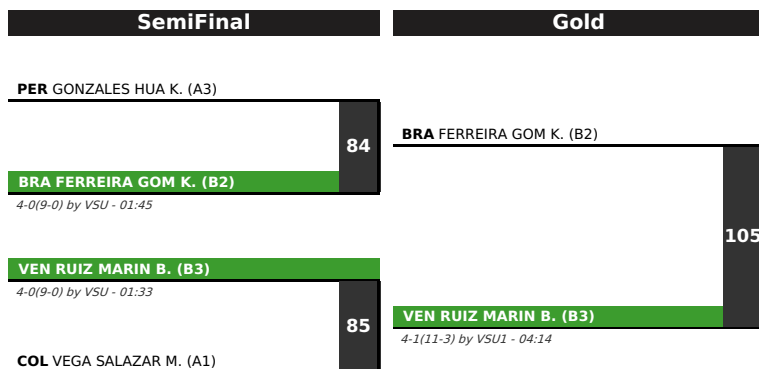 SemiFinal
PER GONZALES HUA K. (A3)
84
BRA FERREIRA GOM K. (B2)
4-0(9-0) by VSU - 01:45
VEN RUIZ MARIN B. (B3)
4-0(9-0) by VSU - 01:33
85
COL VEGA SALAZAR M. (A1)
Gold
BRA FERREIRA GOM K. (B2)
105
VEN RUIZ MARIN B. (B3)
4-1(11-3) by VSU1 - 04:14